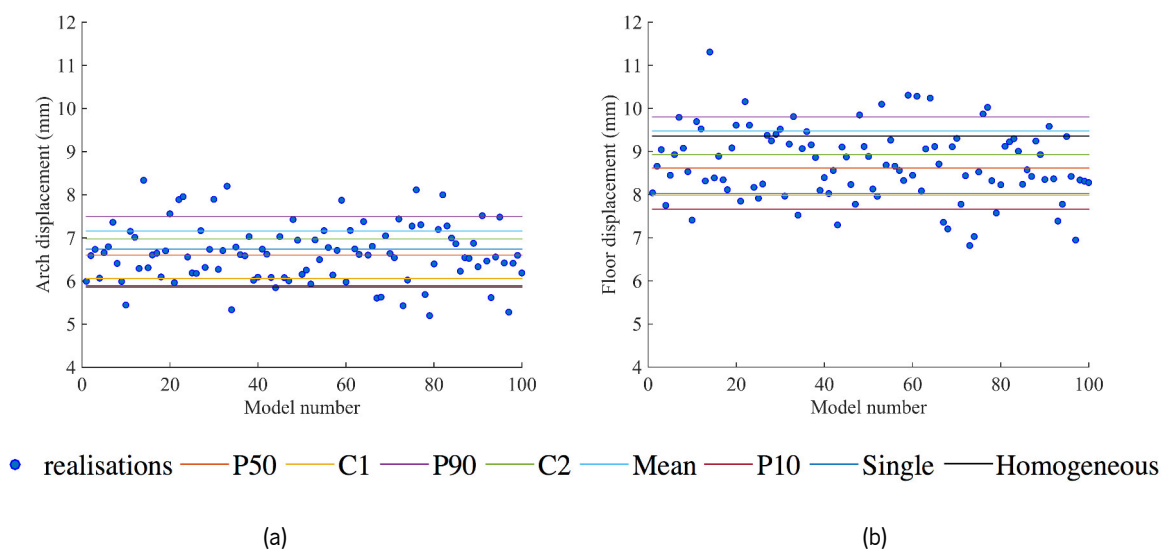 12
11
10
9
8
7
6
5
4
Arch displacement (mm)
0 20 40 60 80 100
Model number
12
11
10
9
8
7
6
5
4
Floor displacement (mm)
0 20 40 60 80 100
Model number
realisations P50 C1 P90 C2 Mean P10 Single Homogeneous
(a) (b)